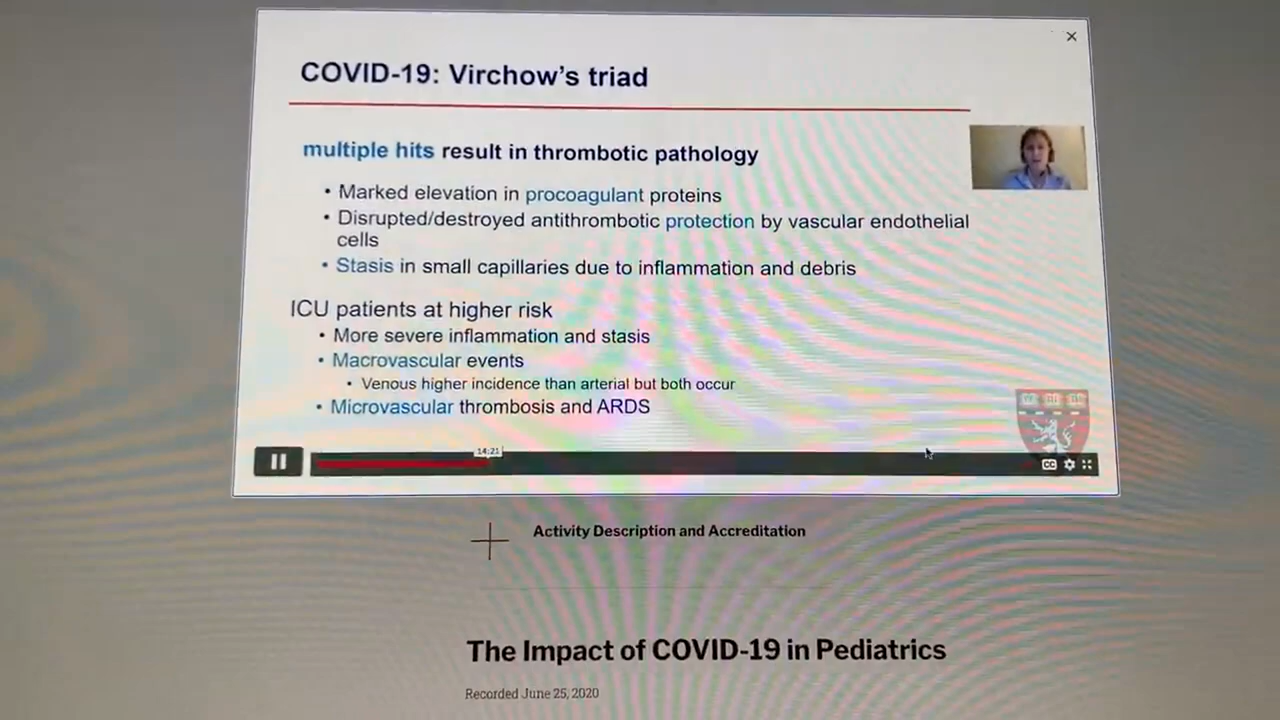 COVID-19: Virchow's triad
multiple hits result in thrombotic pathology
• Marked elevation in procoagulant proteins
• Disrupted/destroyed antithrombotic protection by vascular endothelial
cells
• Stasis in small capillaries due to inflammation and debris
ICU patients at higher risk
• More severe inflammation and stasis
• Macrovascular events
• Venous higher incidence than arterial but both occur
• Microvascular thrombosis and ARDS
14:21
CC
Activity Description and Accreditation
The Impact of COVID-19 in Pediatrics
Recorded June 25, 2020